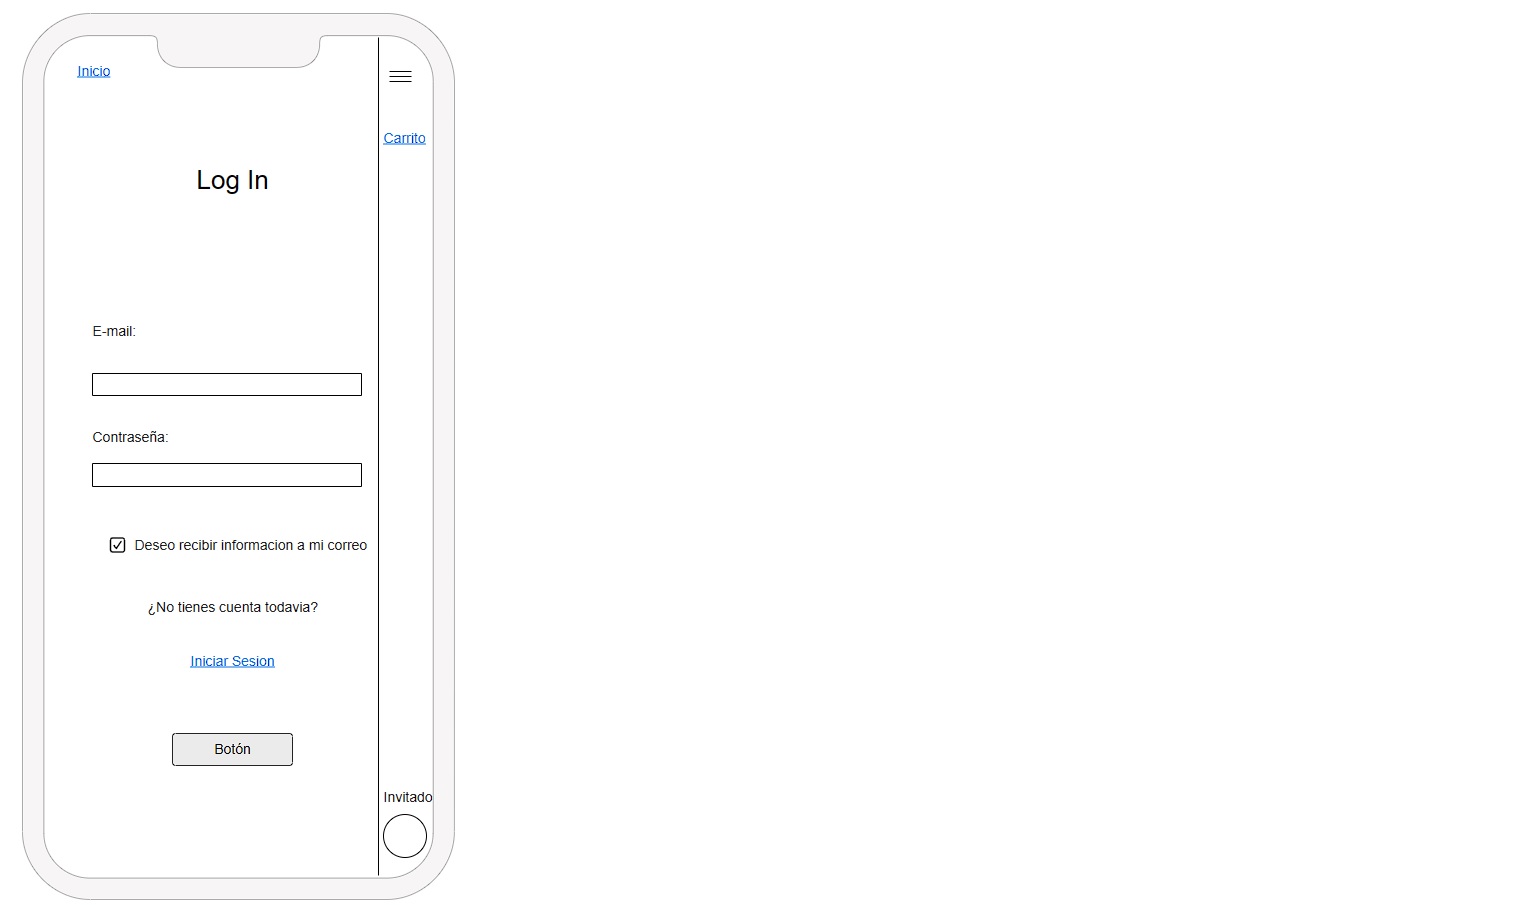 Inicio
Carrito
Log In
E-mail:
Contraseña:
Deseo recibir informacion a mi correo
¿No tienes cuenta todavia?
Iniciar Sesion
Botón
Invitado